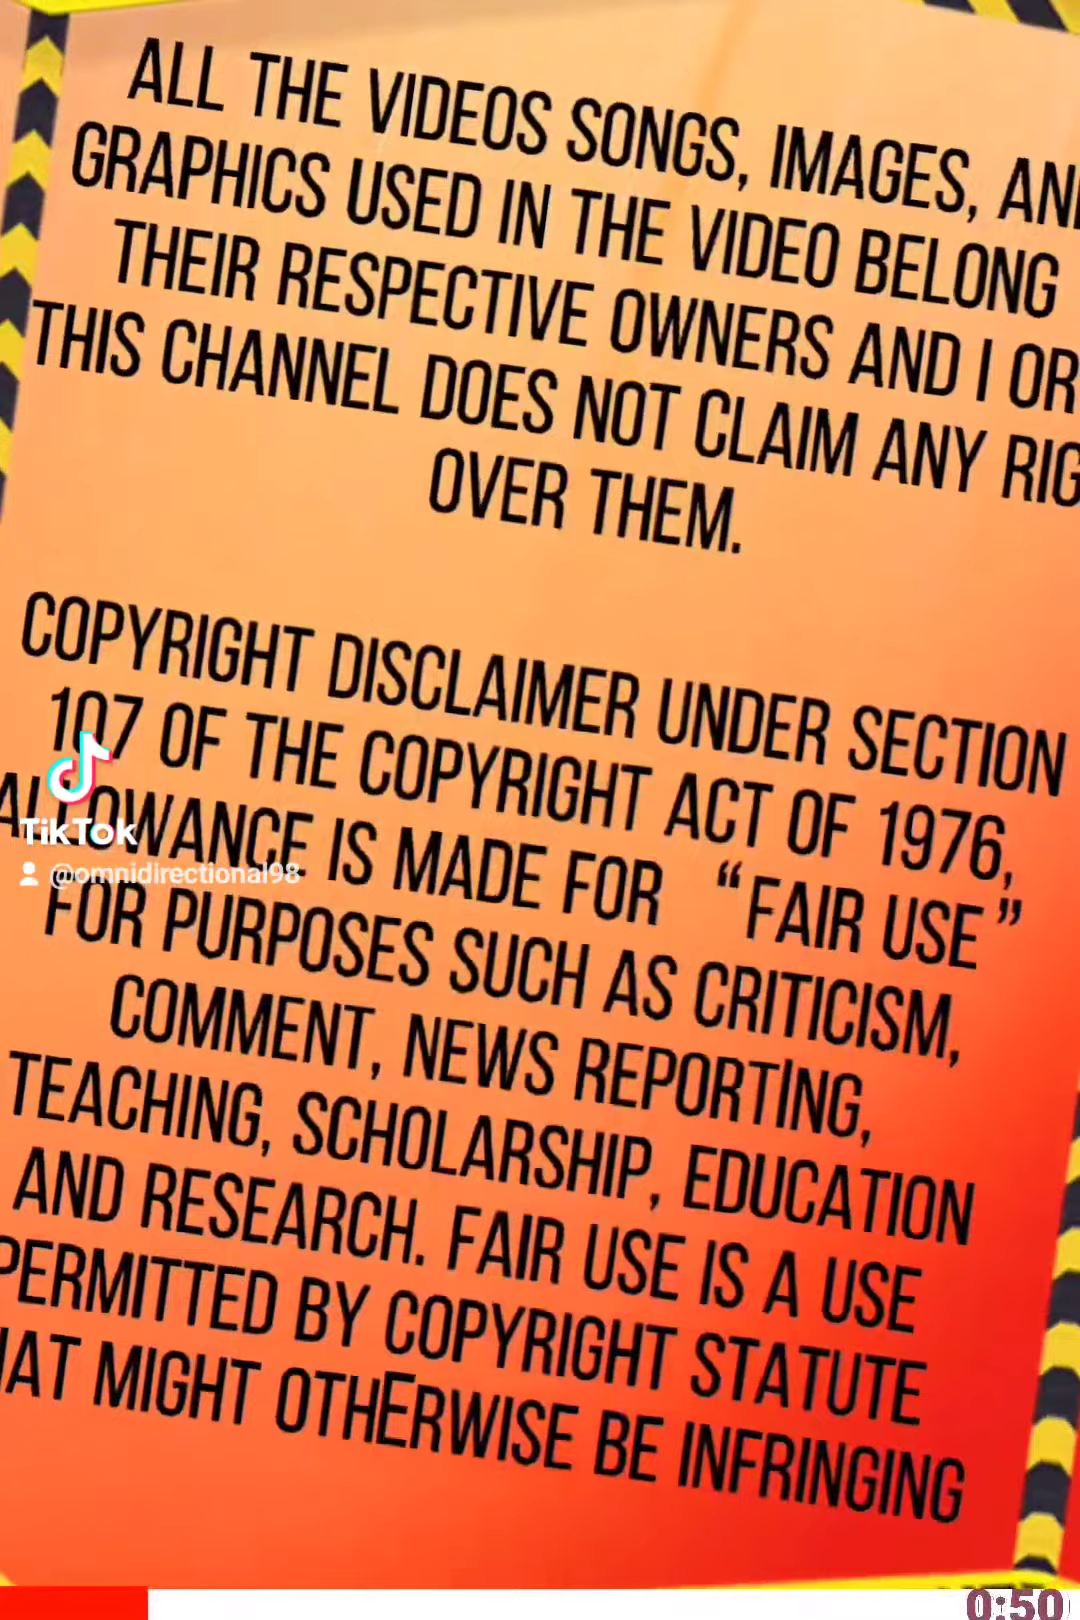 ALL THE VIDEOS SONGS, IMAGES, AN
GRAPHICS USED IN THE VIDEO BELONG
THEIR RESPECTIVE OWNERS AND I OR
THIS CHANNEL DOES NOT CLAIM ANY RIG
OVER THEM.
COPYRIGHT DISCLAIMER UNDER SECTION
107 OF THE COPYRIGHT ACT OF 1976,
ALLOWANCE IS MADE FOR “FAIR USE”
FOR PURPOSES SUCH AS CRITICISM,
COMMENT, NEWS REPORTING,
TEACHING, SCHOLARSHIP, EDUCATION
AND RESEARCH. FAIR USE IS A USE
PERMITTED BY COPYRIGHT STATUTE
HAT MIGHT OTHERWISE BE INFRINGING
TikTok
@omnidirectional98
0:50